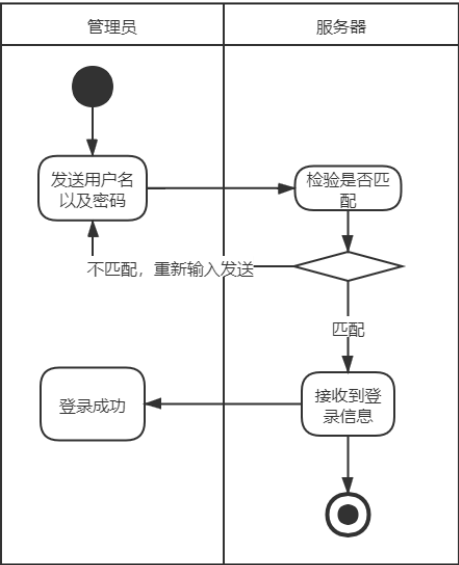 管理员
服务器
发送用户名
以及密码
检验是否匹
配
不匹配，重新输入发送
匹配
接收到登
录信息
登录成功